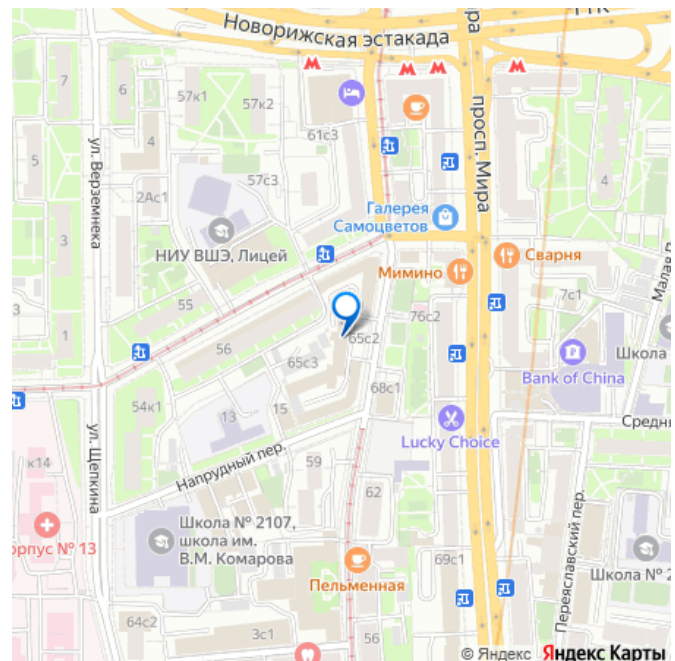 ТТК
Новорижская эстакада
просп. Мира
ра
7
6
57к1
57к2
61с3
ул. Верземнека
4
5
2Ас1
57с3
4
Галерея
Самоцветов
НИУ ВШЭ, Лицей
3
Мимино
Сварня
Малая П
55
7с1
76с2
1
65с2
56
65с3
Школа
Bank of China
68с1
54к1
13
15
Lucky Choice
Средня
ул. Щепкина
к14
Напрудный пер.
59
62
Школа № 2107,
школа им.
В.М. Комарова
орпус № 13
Переяславский пер.
69с1
Пельменная
Школа № 2
64с2
3с1
56
© Яндекс Яндекс Карты